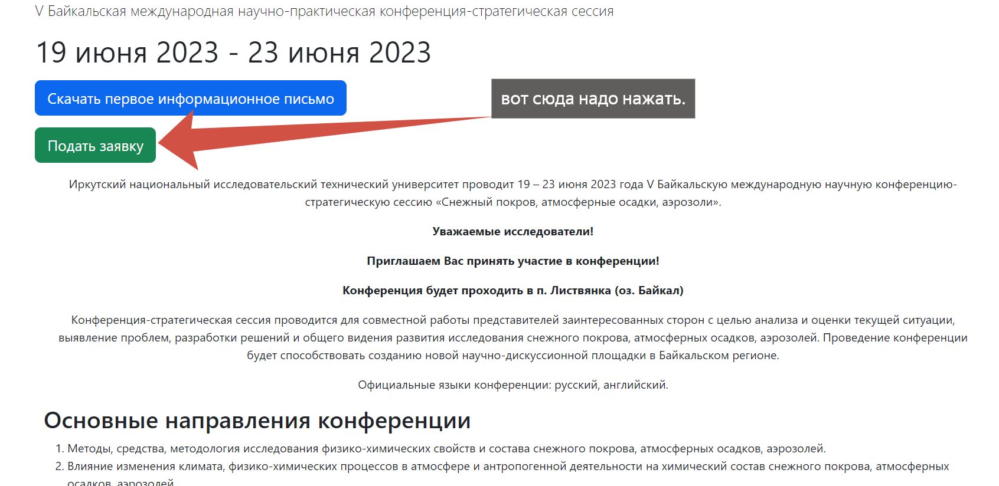 V Байкальская международная научно-практическая конференция-стратегическая сессия
19 июня 2023 - 23 июня 2023
Скачать первое информационное письмо
вот сюда надо нажать.
Подать заявку
Иркутский национальный исследовательский технический университет проводит 19 – 23 июня 2023 года V Байкальскую международную научную конференцию-
стратегическую сессию «Снежный покров, атмосферные осадки, аэрозоли».
Уважаемые исследователи!
Приглашаем Вас принять участие в конференции!
Конференция будет проходить в п. Листвянка (оз. Байкал)
Конференция-стратегическая сессия проводится для совместной работы представителей заинтересованных сторон с целью анализа и оценки текущей ситуации,
выявление проблем, разработки решений и общего видения развития исследования снежного покрова, атмосферных осадков, аэрозолей. Проведение конференции
будет способствовать созданию новой научно-дискуссионной площадки в Байкальском регионе.
Официальные языки конференции: русский, английский.
Основные направления конференции
1. Методы, средства, методология исследования физико-химических свойств и состава снежного покрова, атмосферных осадков, аэрозолей.
2. Влияние изменения климата, физико-химических процессов в атмосфере и антропогенной деятельности на химический состав снежного покрова, атмосферных
осадков, аэрозолей.